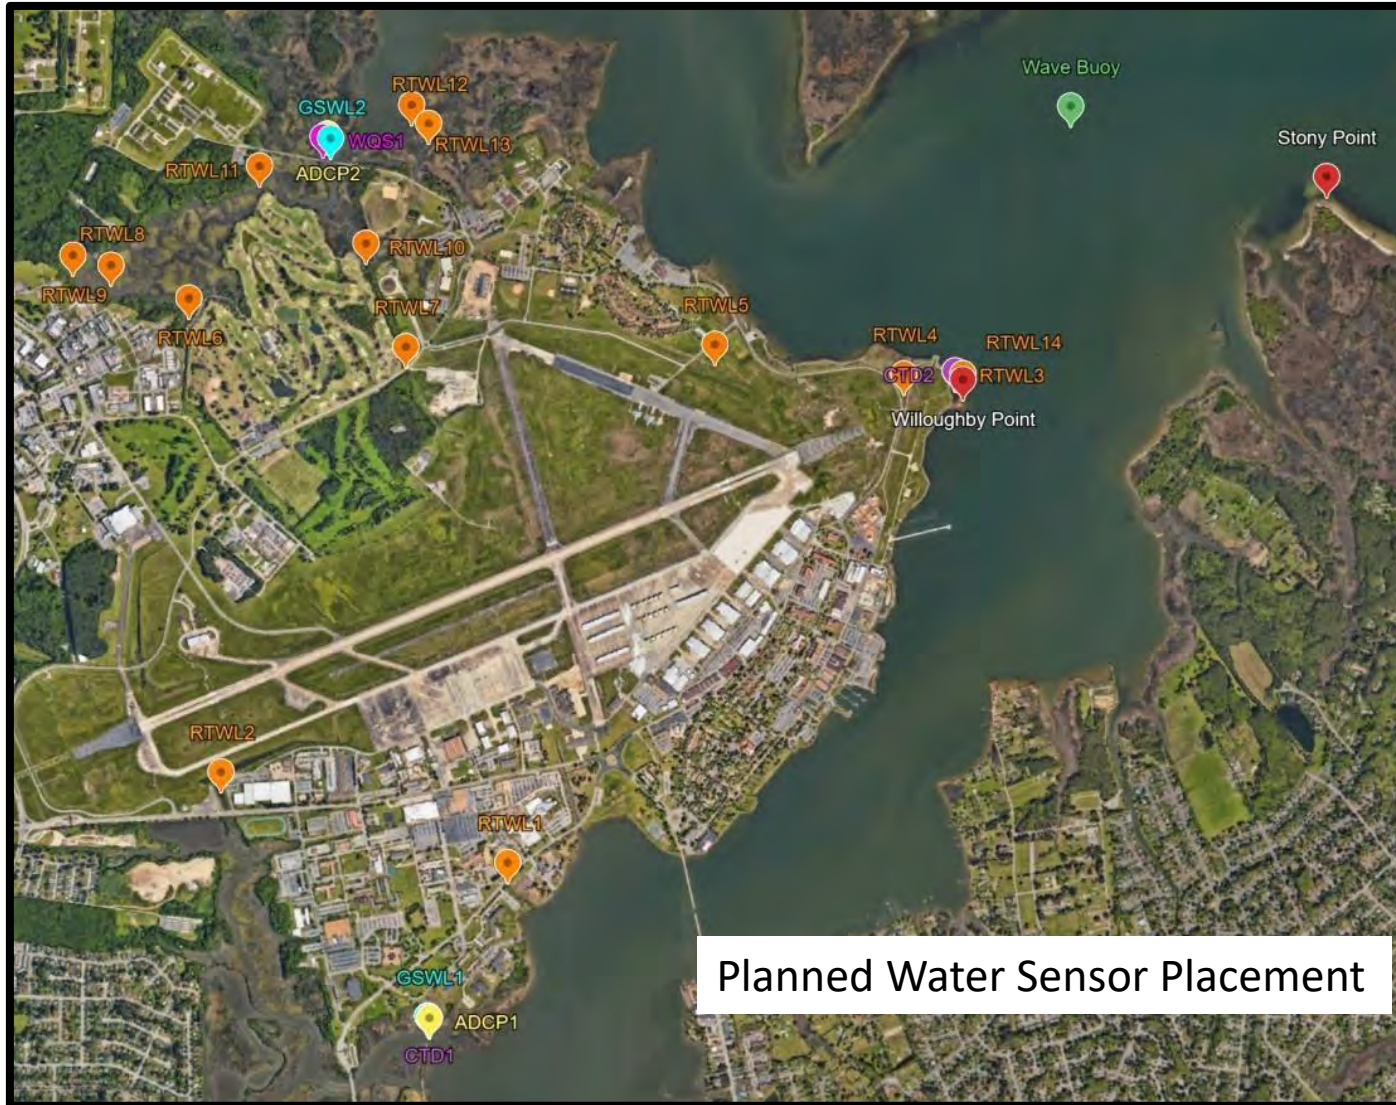 Wave Buoy
RTWL12
GSWL2
WQS1
RTWL13
Stony Point
RTWL11
ADCP2
RTWL8
RTWL10
RTWL9
RTWL7
RTWL5
RTWL6
RTWL4
RTWL14
CTD2
RTWL3
Willoughby Point
RTWL2
RTWL1
Planned Water Sensor Placement
GSWL1
ADCP1
CTD1